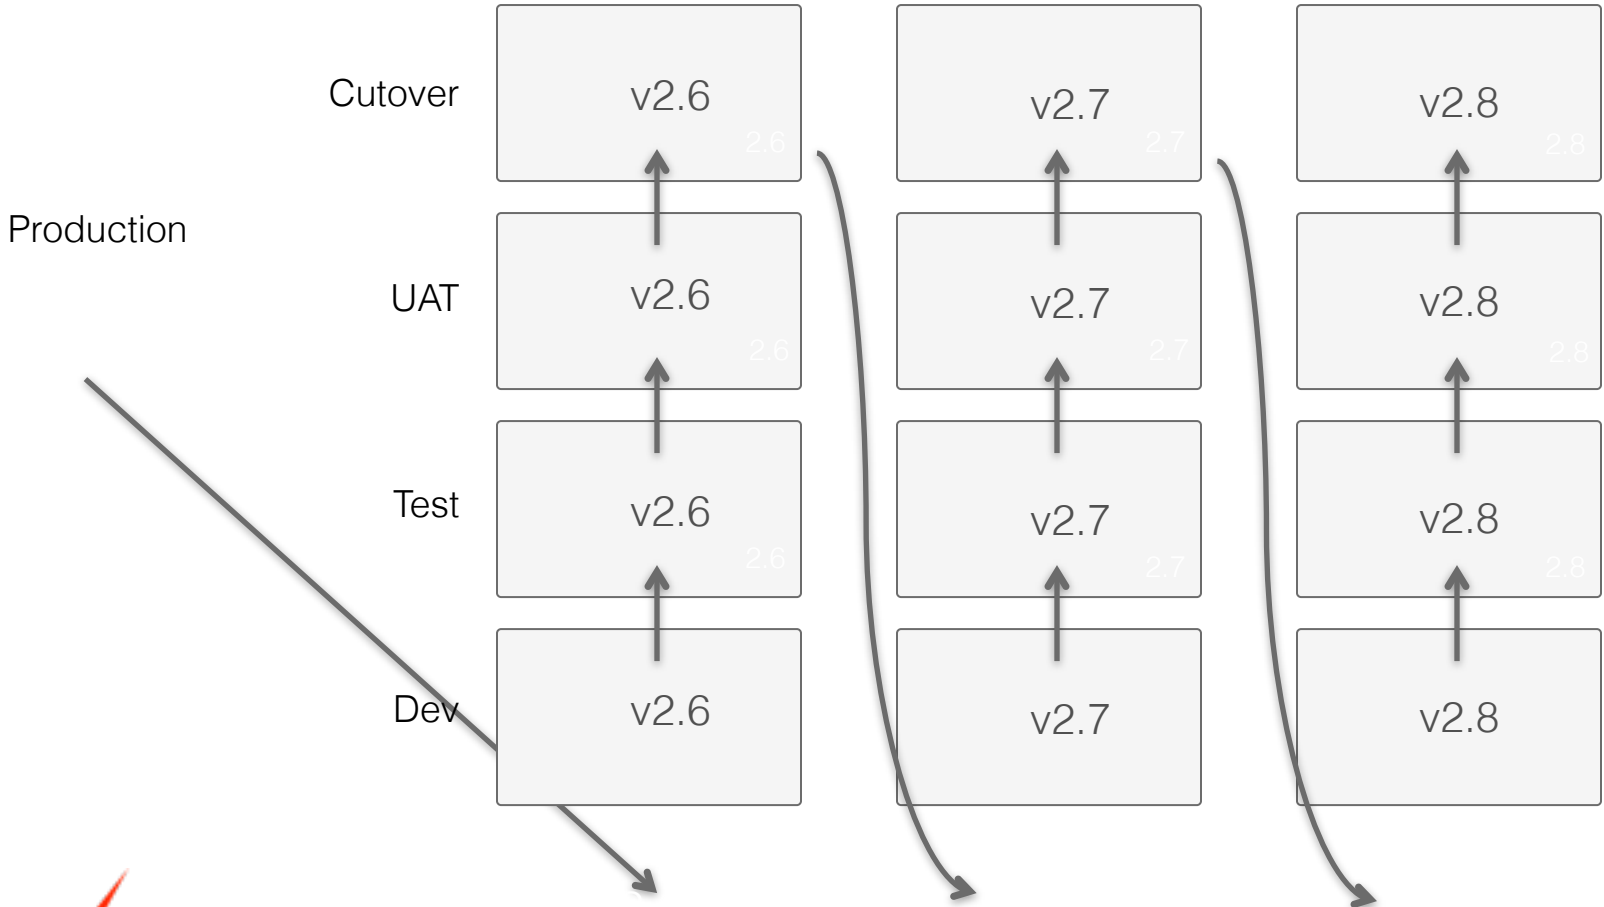 Cutover v2.6 v2.7 v2.8
2.6 2.7 2.8
Production
UAT v2.6 v2.7 v2.8
2.6 2.7 2.8
Test v2.6 v2.7 v2.8
2.6 2.7 2.8
Dev v2.6 v2.7 v2.8